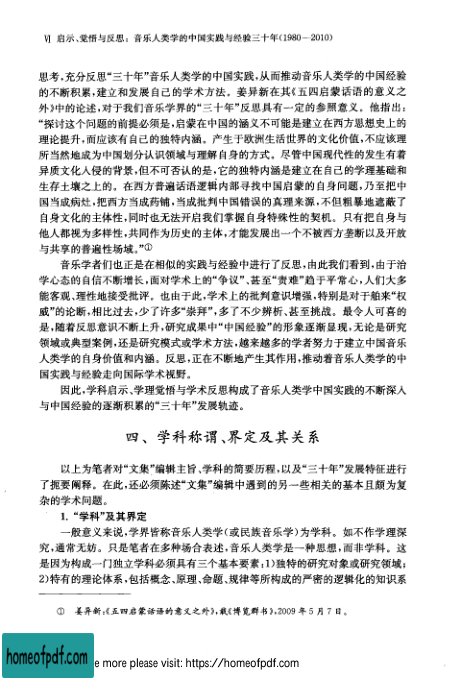 Ⅵ 启示、觉悟与反思：音乐人类学的中国实践与经验三十年(1980－2010)
思考,充分反思“三十年”音乐人类学的中国实践,从而推动音乐人类学的中国经验
的不断积累,建立和发展自己的学术方法。姜异新在其《五四启蒙话语的意义之
外》中的论述,对于我们音乐学界的“三十年”反思具有一定的参照意义。他指出:
“探讨这个问题的前提必须是,启蒙在中国的涵义不可能是建立在西方思想史上的
理论提升,而应该有自己的独特内涵。产生于欧洲生活世界的文化价值,不应该理
所当然地成为中国划分认识领域与理解自身的方式。尽管中国现代性的发生有着
异质文化入侵的背景,但不可否认的是,它的独特内涵是建立在自己的学理基础和
生存土壤之上的。在西方普遍话语逻辑内部寻找中国启蒙的自身问题,乃至把中
国当成病灶,把西方当成药铺,当成批判中国错误的真理来源,不但粗暴地遮蔽了
自身文化的主体性,同时也无法开启我们掌握自身特殊性的契机。只有把自身与
他人都视为多样性,共同作为历史的主体,才能发展出一个不被西方垄断以及开放
与共享的普遍性场域。”①
音乐学者们也正是在相似的实践与经验中进行了反思,由此我们看到,由于治
学心态的自信不断增长,面对学术上的“争议”、甚至“责难”趋于平常心,人们大多
能客观、理性地接受批评。也由于此,学术上的批判意识增强,特别是对于舶来“权
威”的论断,相比过去,少了许多“崇拜”,多了不少辨析、甚至挑战。最令人可喜的
是,随着反思意识不断上升,研究成果中“中国经验”的形象逐渐显现,无论是研究
领域或典型案例,还是研究模式或学术方法,越来越多的学者努力于建立中国音乐
人类学的自身价值和内涵。反思,正在不断地产生其作用,推动着音乐人类学的中
国实践与经验走向国际学术视野。
因此,学科启示、学理觉悟与学术反思构成了音乐人类学中国实践的不断深入
与中国经验的逐渐积累的“三十年”发展轨迹。
四、学科称谓、界定及其关系
以上为笔者对“文集”编辑主旨、学科的简要历程,以及“三十年”发展特征进行
了扼要阐释。在此,还必须陈述“文集”编辑中遇到的另一些相关的基本且颇为复
杂的学术问题。
1.“学科”及其界定
一般意义来说,学界皆称音乐人类学(或民族音乐学)为学科。如不作学理深
究,通常无妨。只是笔者在多种场合表述,音乐人类学是一种思想,而非学科。这
是因为构成一门独立学科必须具有三个基本要素:1)独特的研究对象或研究领域;
2)特有的理论体系,包括概念、原理、命题、规律等所构成的严密的逻辑化的知识系
① 姜异新:《五四启蒙话语的意义之外》,载《博览群书》,2009 年 5 月 7 日。
homeofpdf.com
e more please visit: https://homeofpdf.com